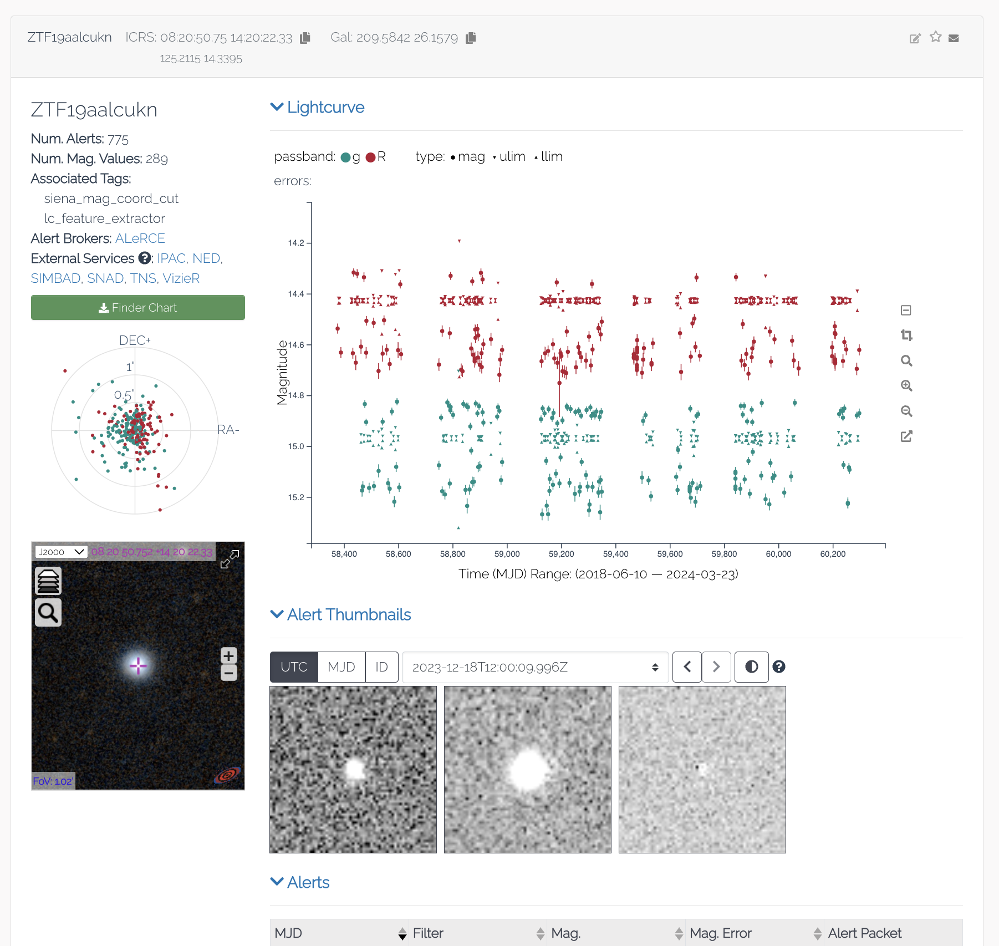 ZTF19aalcukn ICRS: 08:20:50.75 14:20:22.33 Gal: 209.5842 26.1579
125.2115 14.3395
ZTF19aalcukn
Num. Alerts: 775
Num. Mag. Values: 289
Associated Tags:
siena_mag_coord_cut
lc_feature_extractor
Alert Brokers: ALeRCE
External Services ?: IPAC, NED,
SIMBAD, SNAD, TNS, VizieR
Finder Chart
DEC+
1"
0.5"
RA-
J2000 08 20 50.752 +14 20 22.33
+
−
FoV: 1.02'
Lightcurve
passband: g R type: mag ulim llim
errors:
Magnitude
14.2
14.4
14.6
14.8
15.0
15.2
58,400 58,600 58,800 59,000 59,200 59,400 59,600 59,800 60,000 60,200
Time (MJD) Range: (2018-06-10 — 2024-03-23)
Alert Thumbnails
UTC MJD ID 2023-12-18T12:00:09.996Z ?
Alerts
MJD Filter Mag. Mag. Error Alert Packet